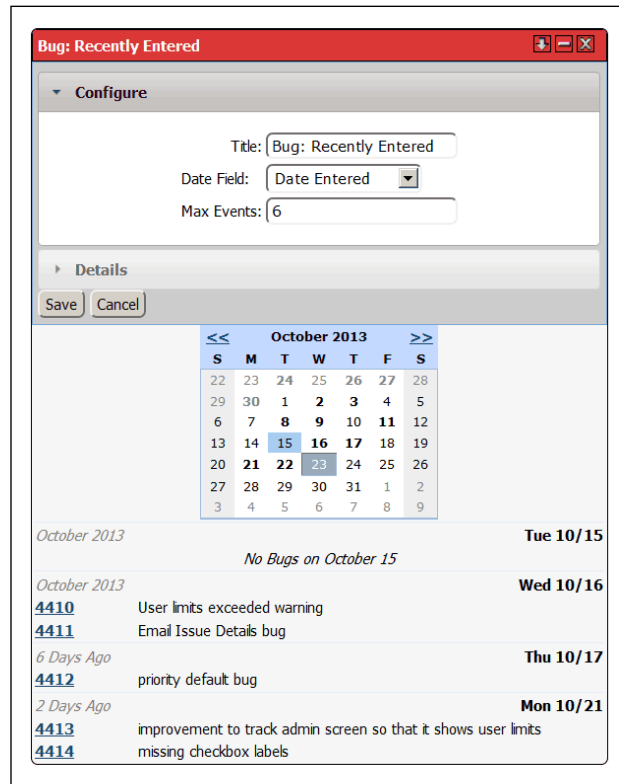 Bug: Recently Entered
Configure
Title: Bug: Recently Entered
Date Field: Date Entered
Max Events: 6
Details
Save Cancel
<< October 2013 >>
S M T W T F S
22 23 24 25 26 27 28
29 30 1 2 3 4 5
6 7 8 9 10 11 12
13 14 15 16 17 18 19
20 21 22 23 24 25 26
27 28 29 30 31 1 2
3 4 5 6 7 8 9
October 2013 Tue 10/15
No Bugs on October 15
October 2013 Wed 10/16
4410 User limits exceeded warning
4411 Email Issue Details bug
6 Days Ago Thu 10/17
4412 priority default bug
2 Days Ago Mon 10/21
4413 improvement to track admin screen so that it shows user limits
4414 missing checkbox labels